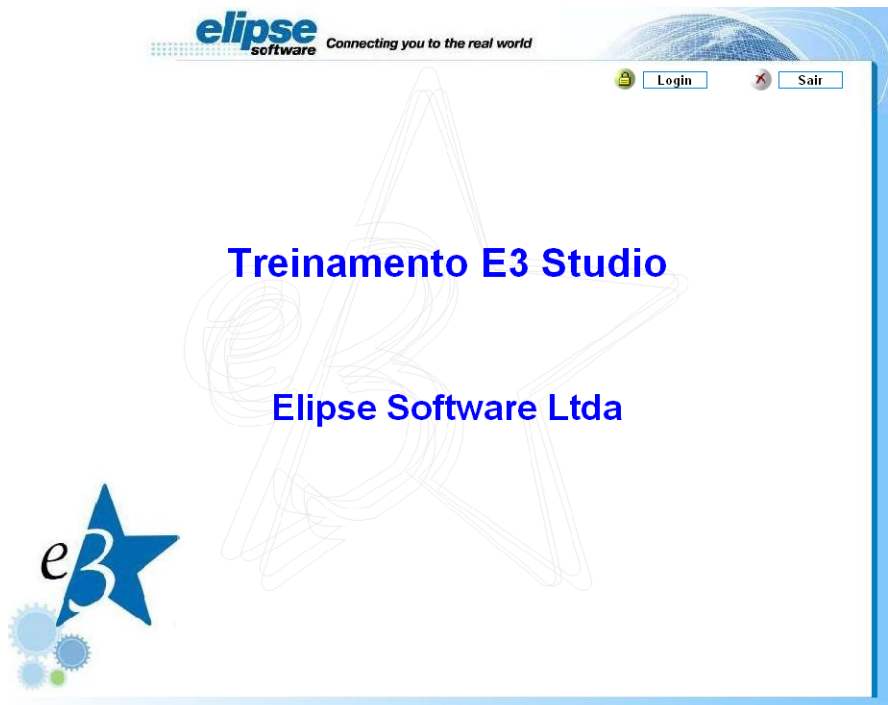 elipse
software
Connecting you to the real world
Login
Sair
Treinamento E3 Studio
Elipse Software Ltda
e3